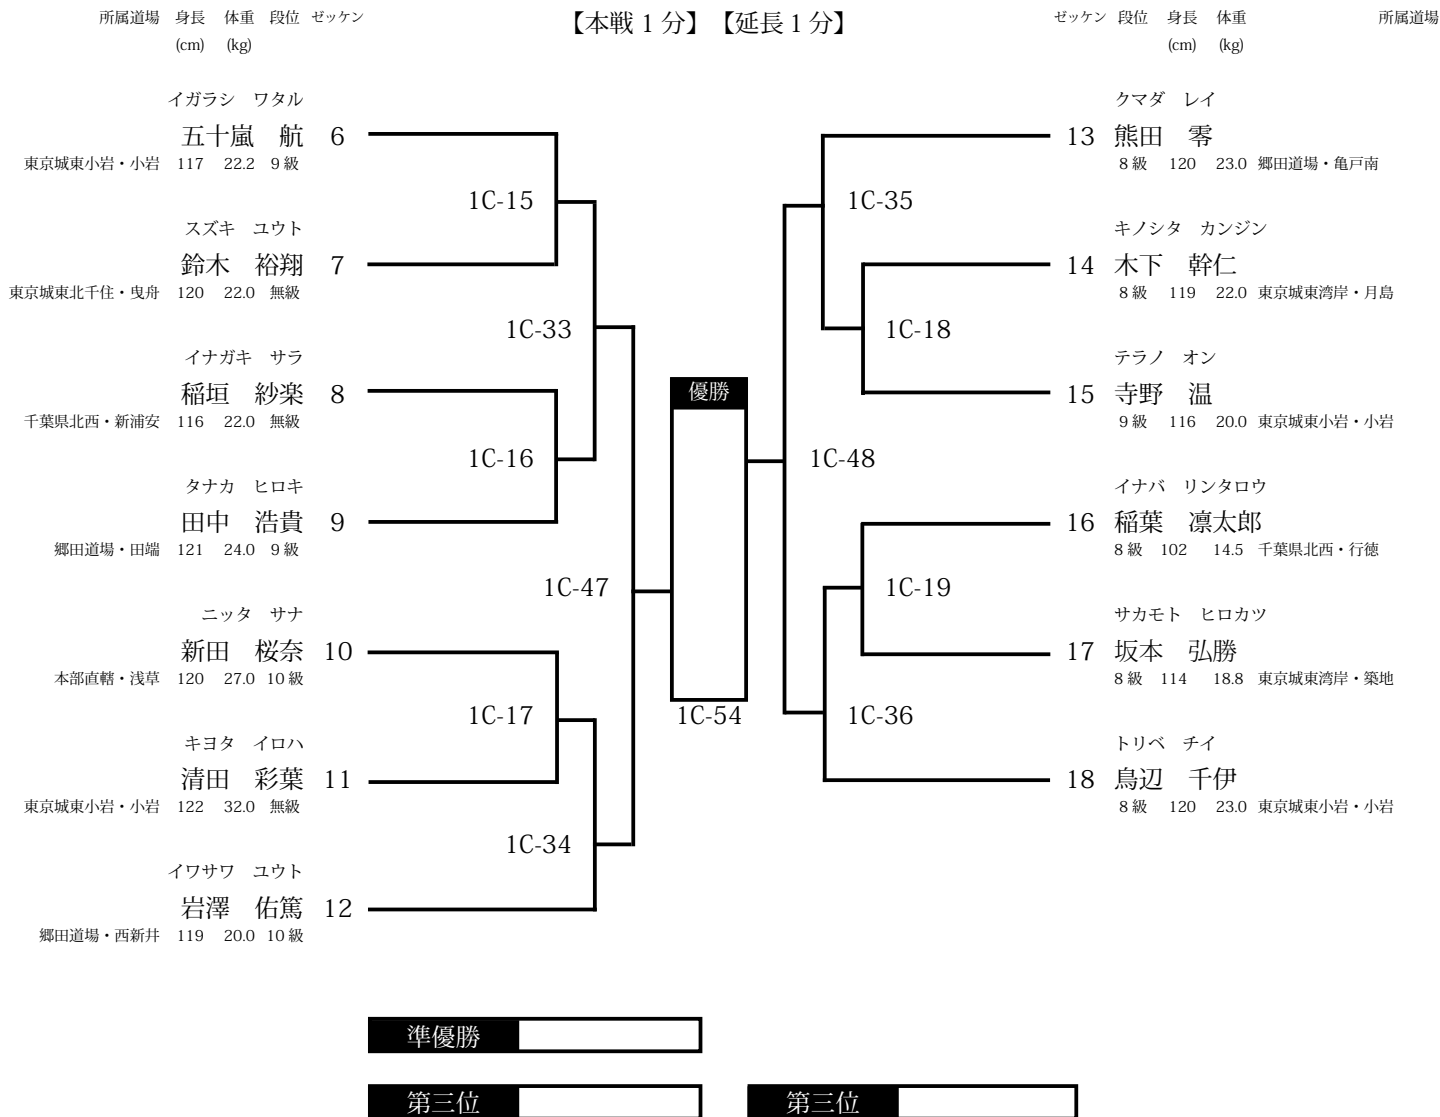 所属道場 身長 体重 段位 ゼッケン 【本戦 1 分】【延長 1 分】 ゼッケン 段位 身長 体重 所属道場
(cm) (kg) (cm) (kg)
イガラシ ワタル
五十嵐 航 6
東京城東小岩・小岩 117 22.2 9 級
1C-15
スズキ ユウト
鈴木 裕翔 7
東京城東北千住・曳舟 120 22.0 無級
1C-33
イナガキ サラ
稲垣 紗楽 8
千葉県北西・新浦安 116 22.0 無級
1C-16
タナカ ヒロキ
田中 浩貴 9
郷田道場・田端 121 24.0 9 級
1C-47
ニッタ サナ
新田 桜奈 10
本部直轄・浅草 120 27.0 10 級
1C-17
キヨタ イロハ
清田 彩葉 11
東京城東小岩・小岩 122 32.0 無級
1C-34
イワサワ ユウト
岩澤 佑篤 12
郷田道場・西新井 119 20.0 10 級
優勝
1C-54
クマダ レイ
13 熊田 零
8 級 120 23.0 郷田道場・亀戸南
1C-35
キノシタ カンジン
14 木下 幹仁
8 級 119 22.0 東京城東湾岸・月島
1C-18
テラノ オン
15 寺野 温
9 級 116 20.0 東京城東小岩・小岩
1C-48
イナバ リンタロウ
16 稲葉 凛太郎
8 級 102 14.5 千葉県北西・行徳
1C-19
サカモト ヒロカツ
17 坂本 弘勝
8 級 114 18.8 東京城東湾岸・築地
1C-36
トリベ チイ
18 鳥辺 千伊
8 級 120 23.0 東京城東小岩・小岩
準優勝
第三位 第三位